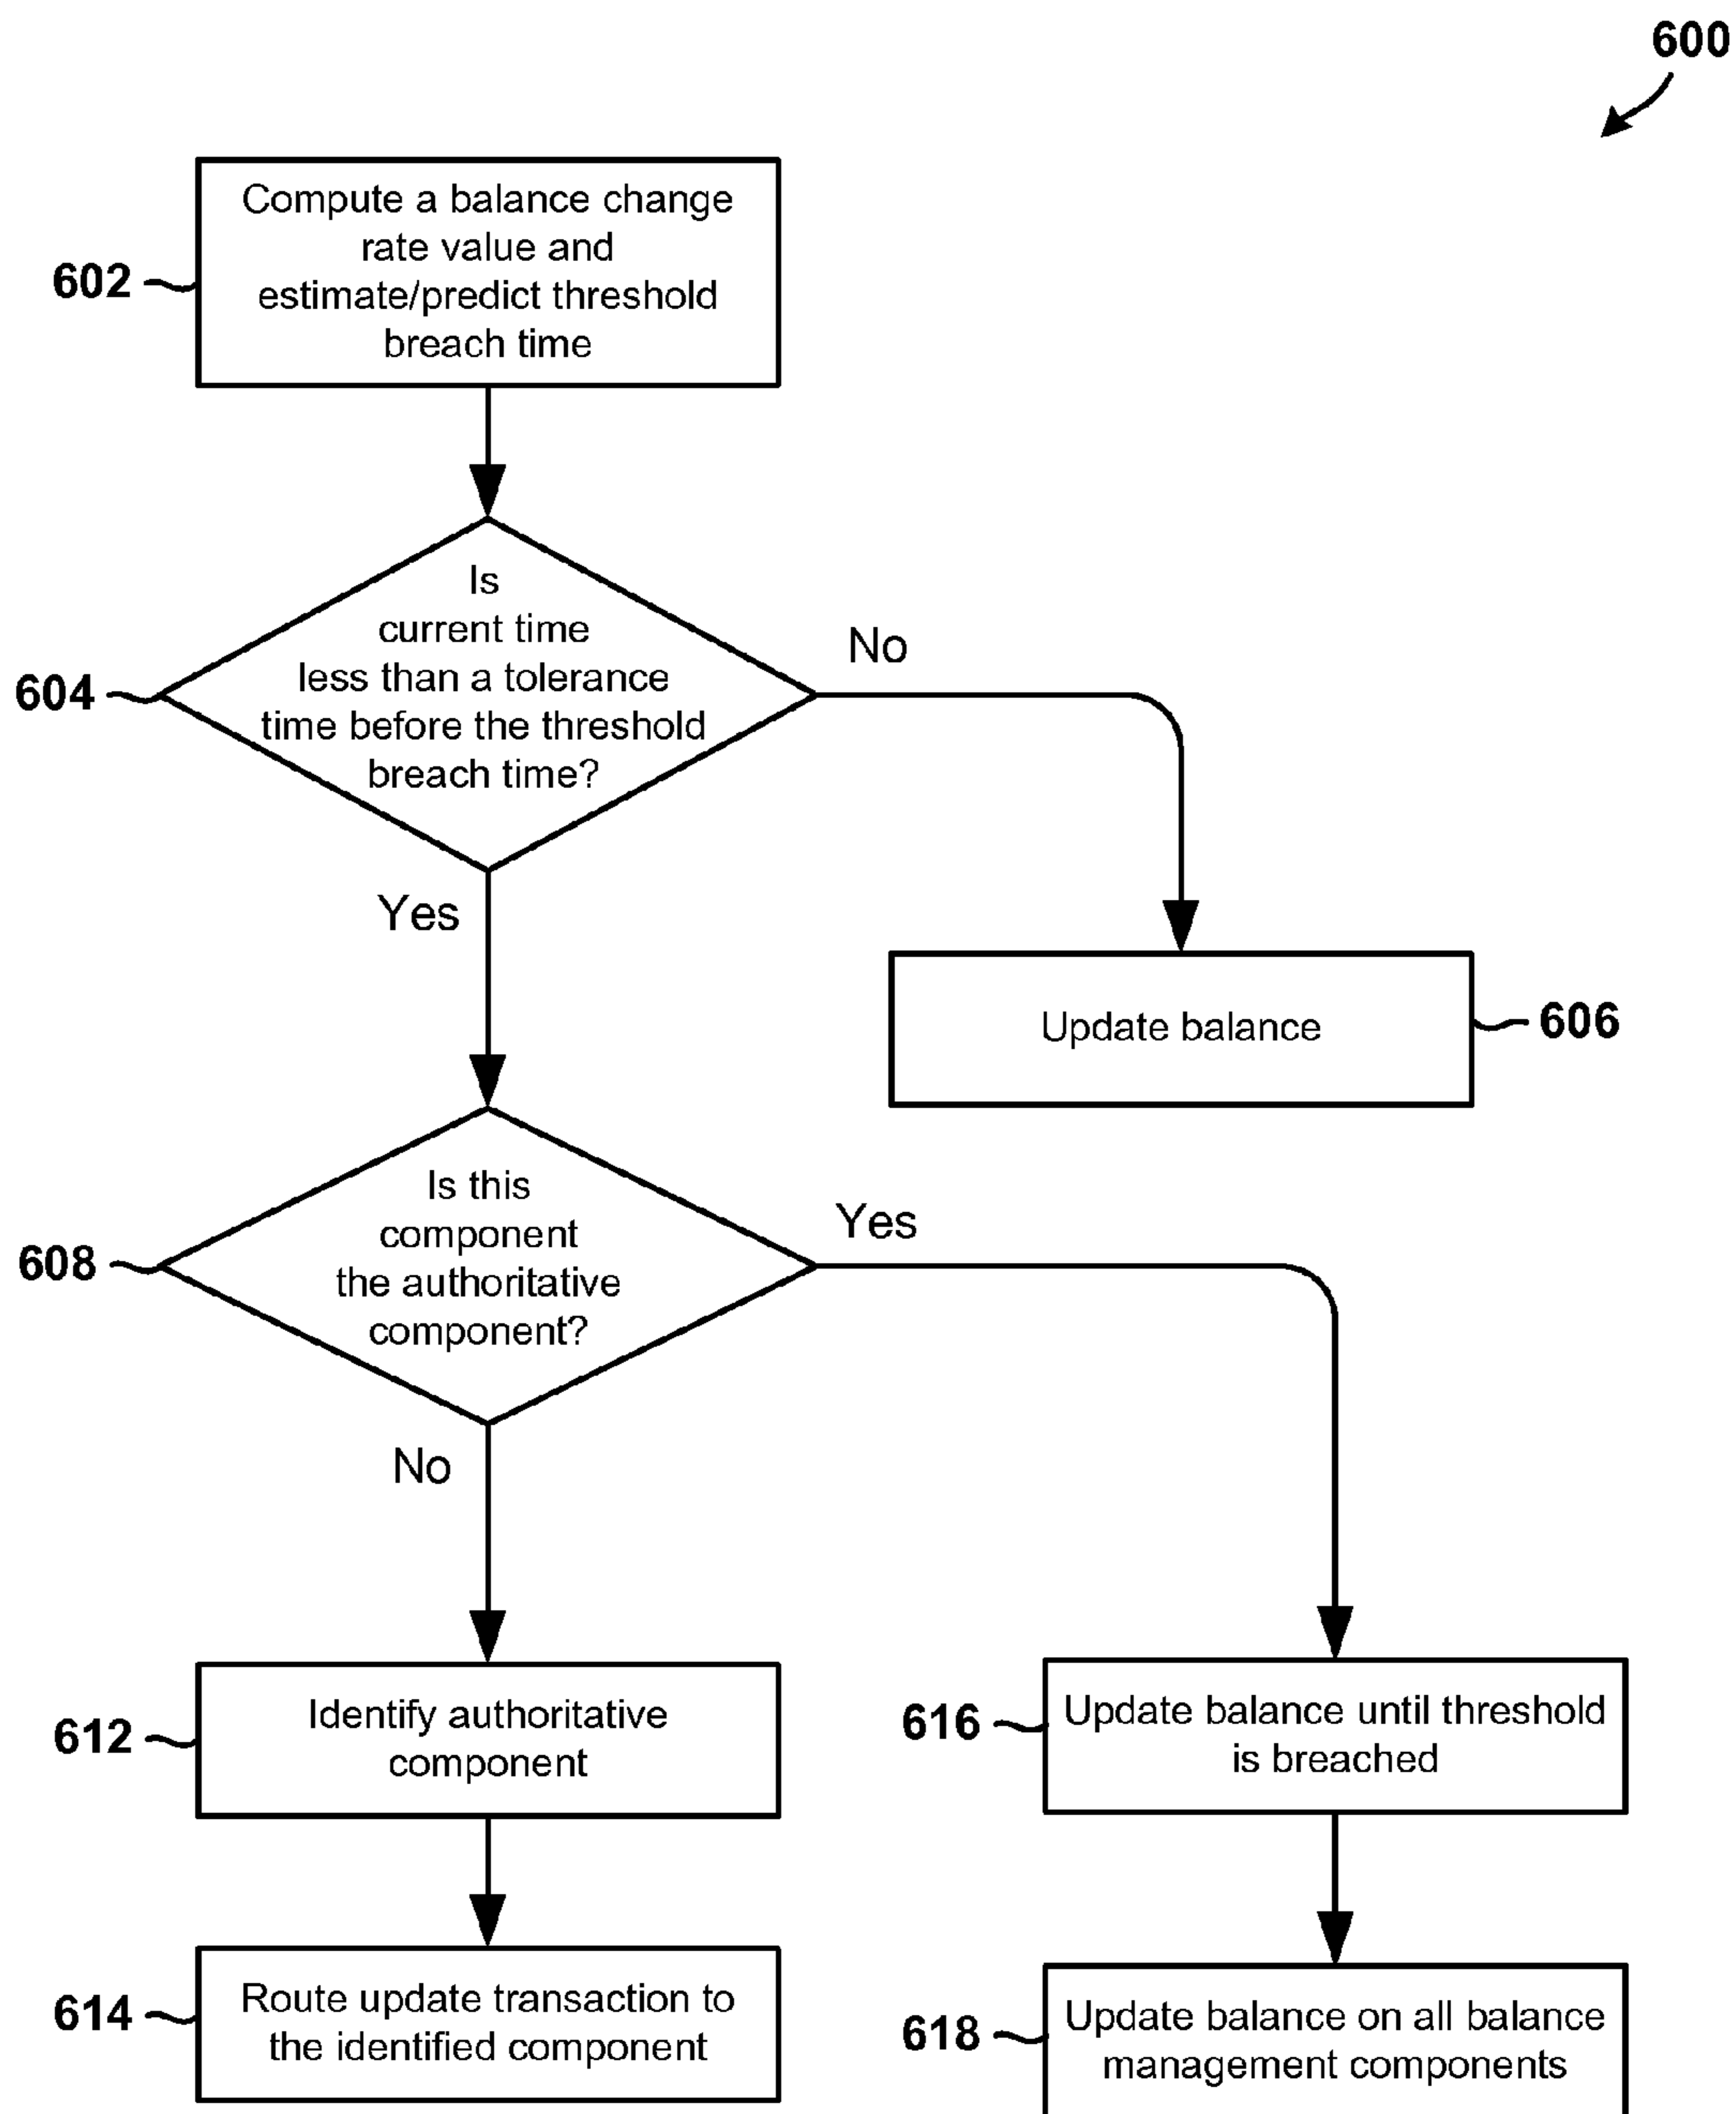 600
Compute a balance change
rate value and
estimate/predict threshold
breach time
602
Is
current time
less than a tolerance
time before the threshold
breach time?
604
No
Yes
Update balance
606
Is this
component
the authoritative
component?
608
Yes
No
Identify authoritative
component
612
616
Update balance until threshold
is breached
Route update transaction to
the identified component
614
618
Update balance on all balance
management components